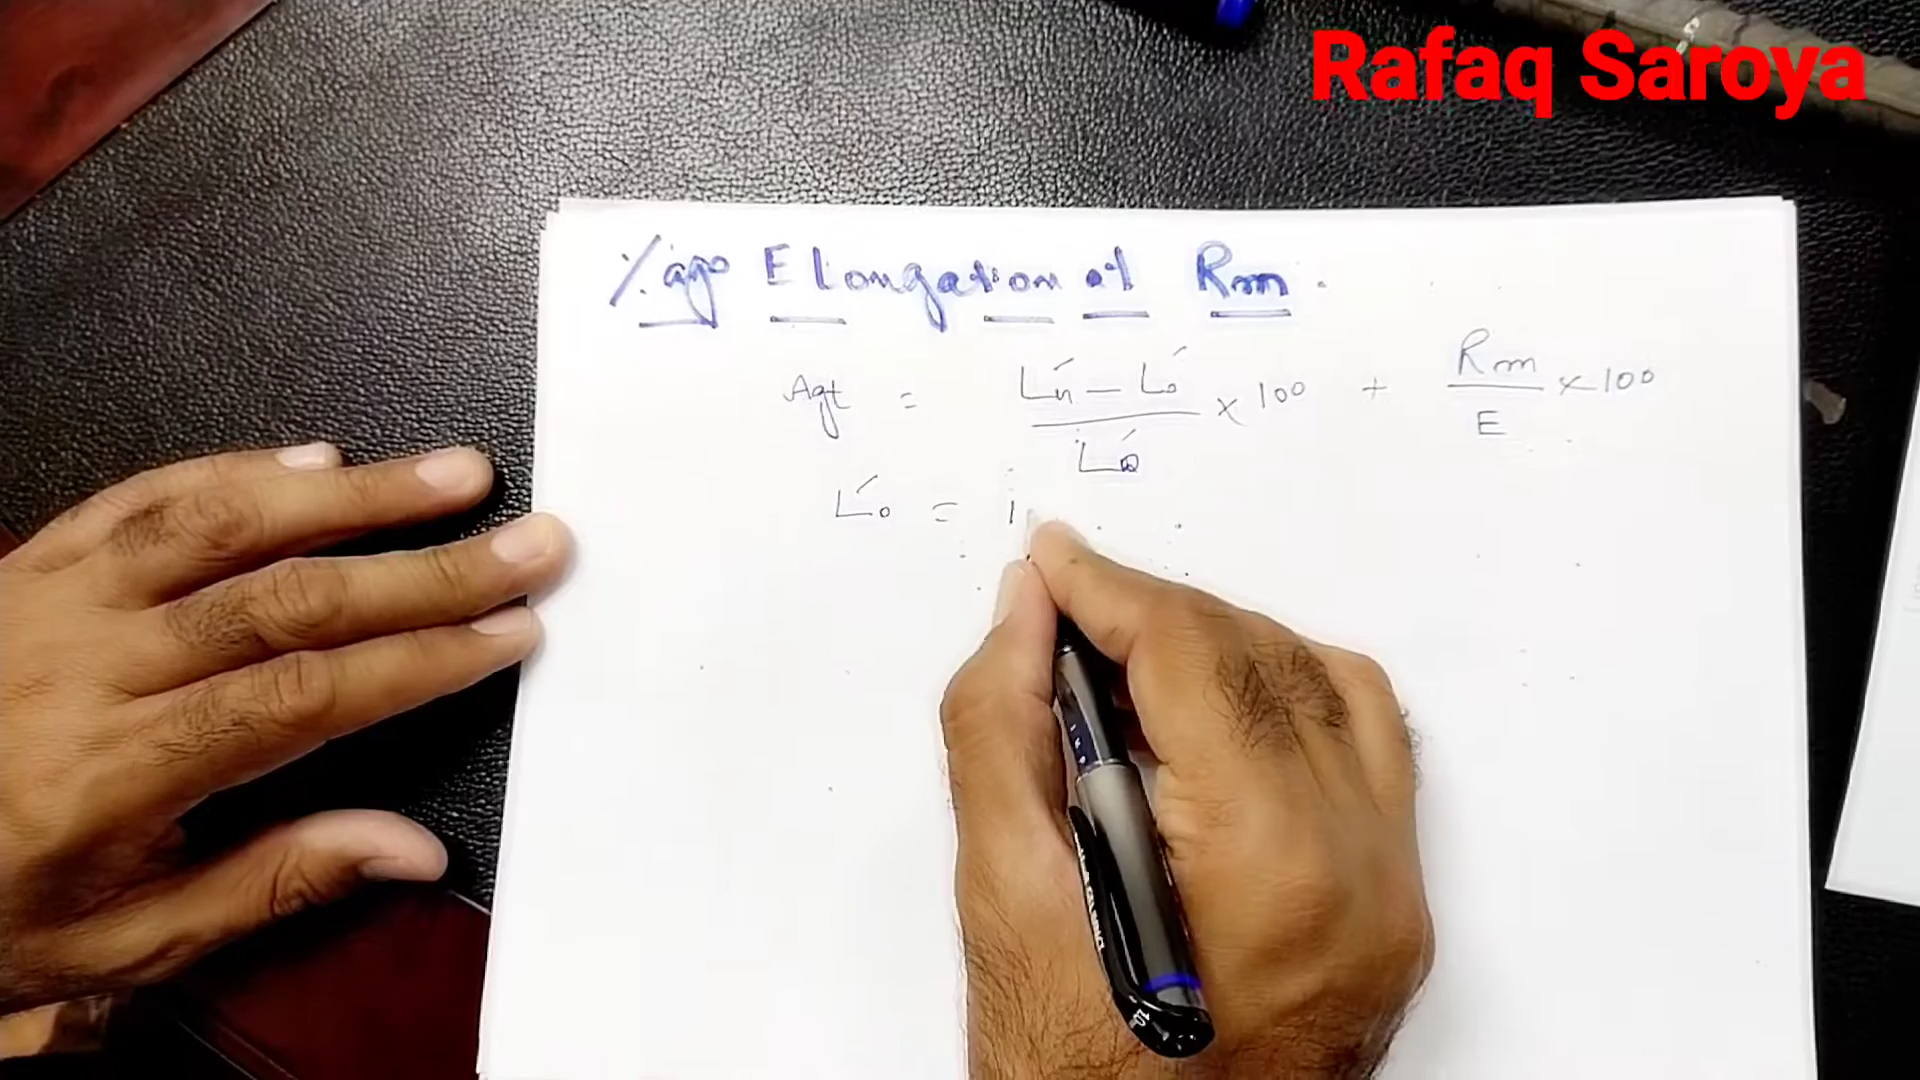 Rafaq Saroya
%age Elongation at Rm.
Agt = (L'u - L'o) / L'o × 100 + Rm / E × 100
L'o = 1